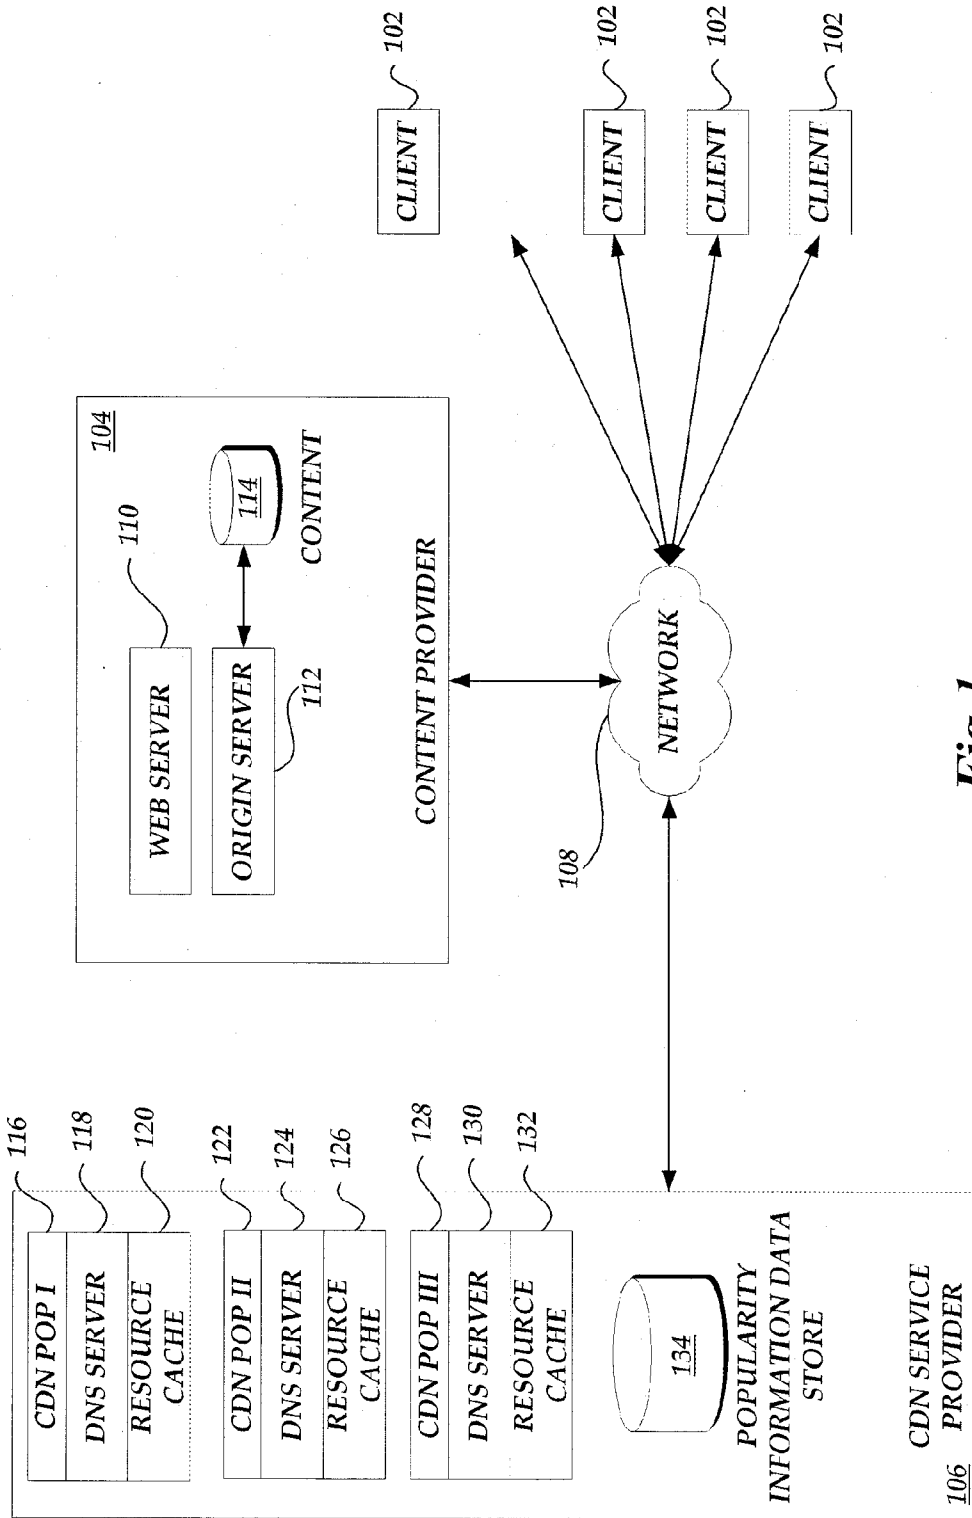 CDN POP I
116
DNS SERVER
118
RESOURCE
CACHE
120
CDN POP II
122
DNS SERVER
124
RESOURCE
CACHE
126
CDN POP III
128
DNS SERVER
130
RESOURCE
CACHE
132
134
POPULARITY
INFORMATION DATA
STORE
CDN SERVICE
PROVIDER
106
104
WEB SERVER
110
ORIGIN SERVER
112
114
CONTENT
CONTENT PROVIDER
NETWORK
108
CLIENT
102
CLIENT
102
CLIENT
102
CLIENT
102
Fig. 1